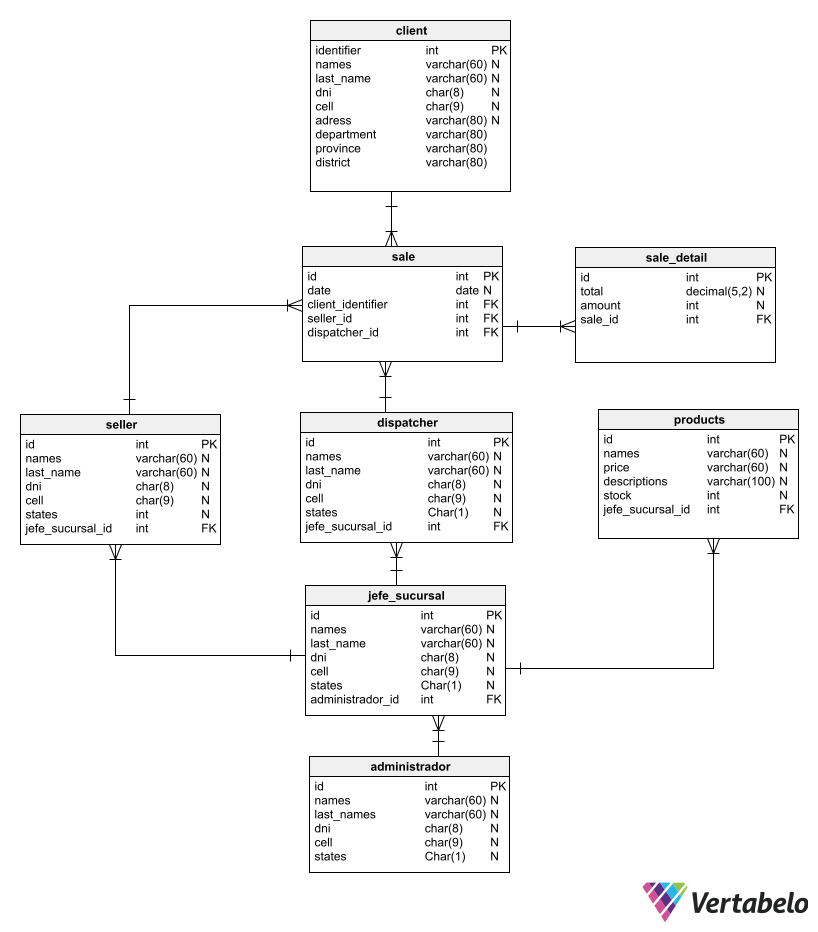 client
identifier int PK
names varchar(60) N
last_name varchar(60) N
dni char(8) N
cell char(9) N
adress varchar(80) N
department varchar(80)
province varchar(80)
district varchar(80)
sale
id int PK
date date N
client_identifier int FK
seller_id int FK
dispatcher_id int FK
sale_detail
id int PK
total decimal(5,2) N
amount int N
sale_id int FK
seller
id int PK
names varchar(60) N
last_name varchar(60) N
dni char(8) N
cell char(9) N
states int N
jefe_sucursal_id int FK
dispatcher
id int PK
names varchar(60) N
last_name varchar(60) N
dni char(8) N
cell char(9) N
states Char(1) N
jefe_sucursal_id int FK
products
id int PK
names varchar(60) N
price varchar(60) N
descriptions varchar(100) N
stock int N
jefe_sucursal_id int FK
jefe_sucursal
id int PK
names varchar(60) N
last_name varchar(60) N
dni char(8) N
cell char(9) N
states Char(1) N
administrador_id int FK
administrador
id int PK
names varchar(60) N
last_names varchar(60) N
dni char(8) N
cell char(9) N
states Char(1) N
Vertabelo